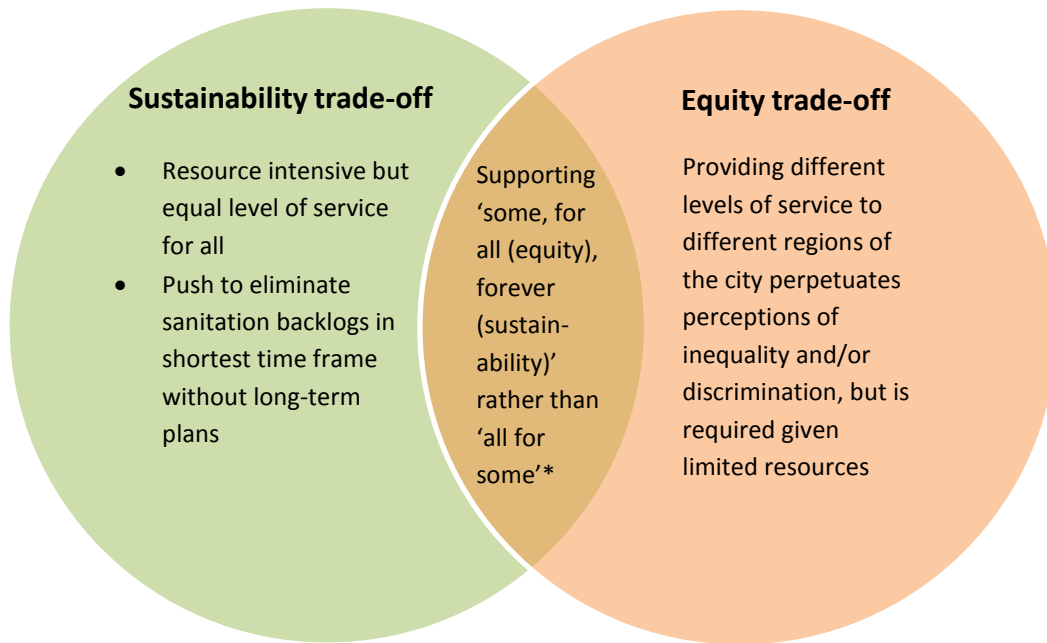 Sustainability trade-off
• Resource intensive but
equal level of service
for all
• Push to eliminate
sanitation backlogs in
shortest time frame
without long-term
plans
Supporting
‘some, for
all (equity),
forever
(sustain-
ability)’
rather than
‘all for
some’*
Equity trade-off
Providing different
levels of service to
different regions of
the city perpetuates
perceptions of
inequality and/or
discrimination, but is
required given
limited resources